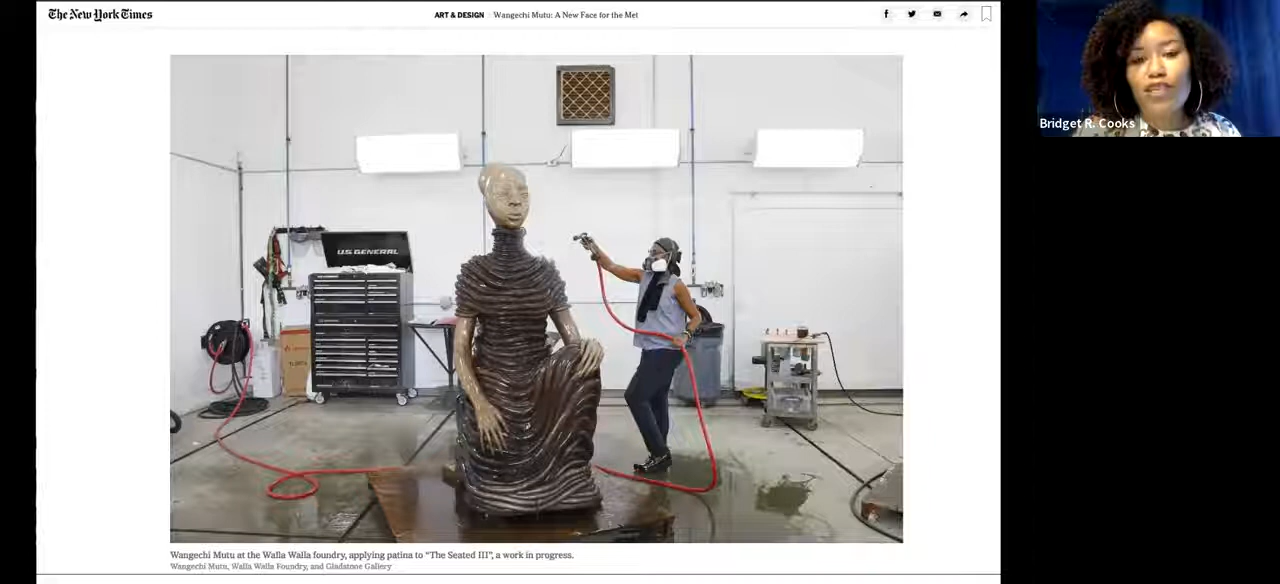 The New York Times
ART & DESIGN Wangechi Mutu: A New Face for the Met
Bridget R. Cooks
U.S. GENERAL
Wangechi Mutu at the Walla Walla foundry, applying patina to “The Seated III”, a work in progress.
Wangechi Mutu, Walla Walla Foundry, and Gladstone Gallery